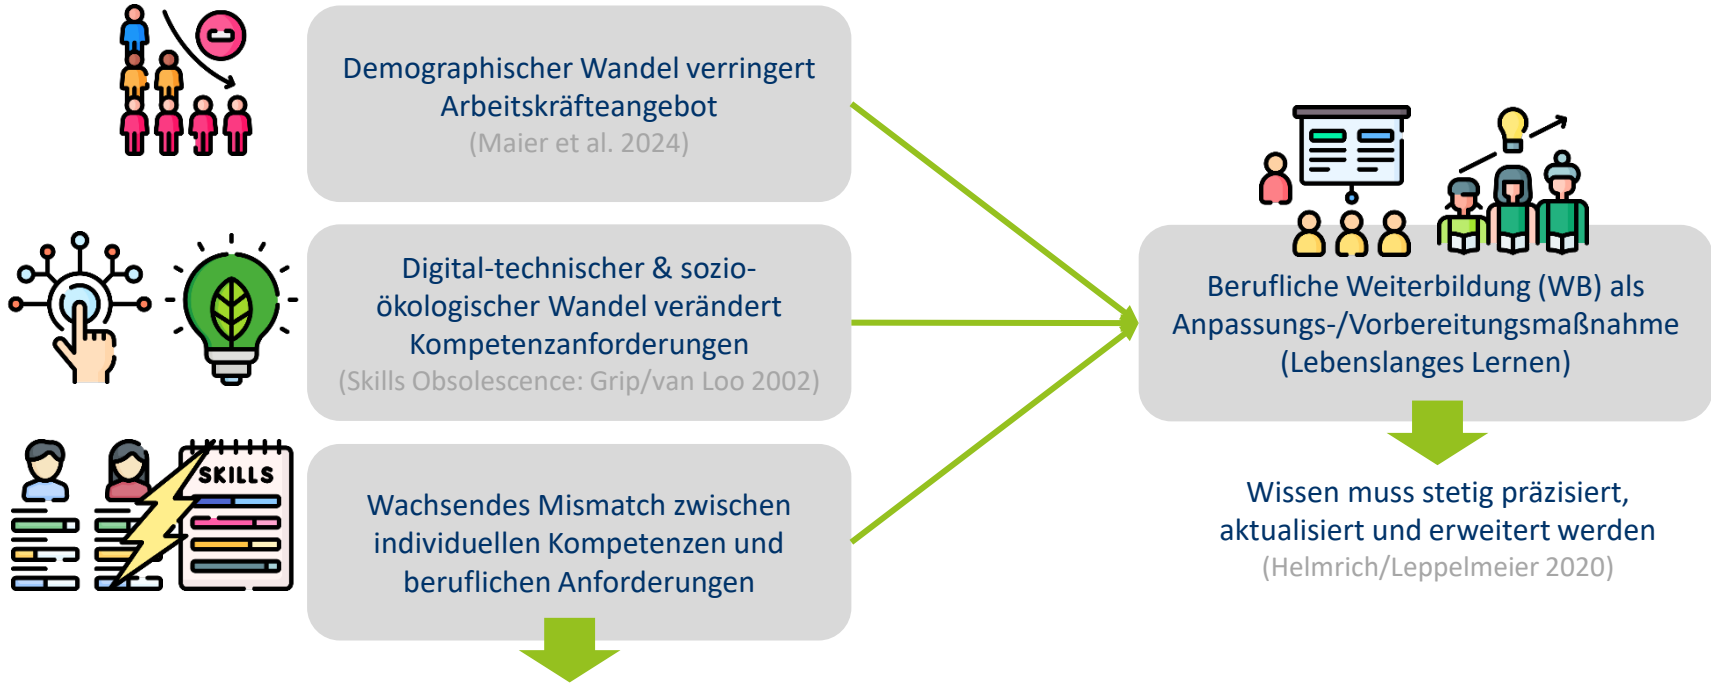 Demographischer Wandel verringert
Arbeitskräfteangebot
(Maier et al. 2024)
Digital-technischer & sozio-
ökologischer Wandel verändert
Kompetenzanforderungen
(Skills Obsolescence: Grip/van Loo 2002)
SKILLS
Wachsendes Mismatch zwischen
individuellen Kompetenzen und
beruflichen Anforderungen
Berufliche Weiterbildung (WB) als
Anpassungs-/Vorbereitungsmaßnahme
(Lebenslanges Lernen)
Wissen muss stetig präzisiert,
aktualisiert und erweitert werden
(Helmrich/Leppelmeier 2020)